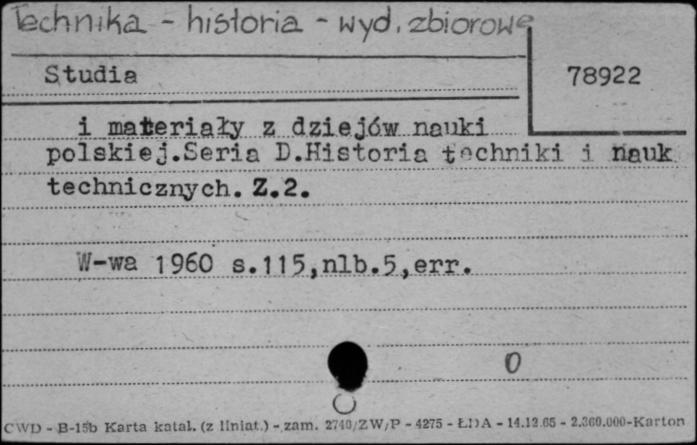 Technika - historia - wyd. zbiorowe
Studia
78922
i materiały z dziejów nauki
polskiej.Seria D.Historia techniki i nauk
technicznych. Z.2.
W-wa 1960 s.115,nlb.5,err.
0
CWD - B-15b Karta katal. (z liniat.) - zam. 2740/ZW/P - 4275 - ŁDA - 14.12.65 - 2.360.000-Karton